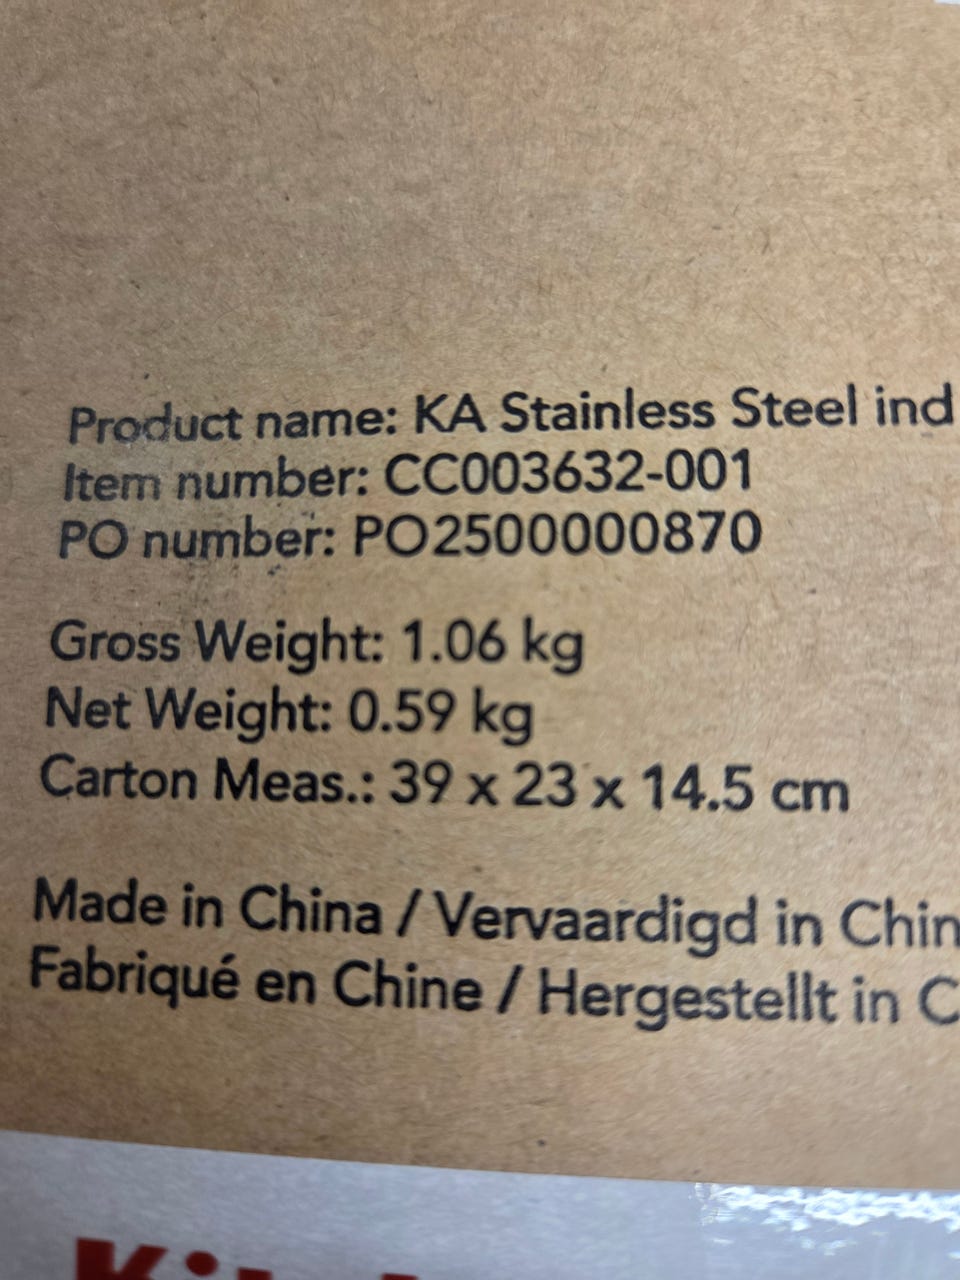 Product name: KA Stainless Steel ind
Item number: CC003632-001
PO number: PO2500000870
Gross Weight: 1.06 kg
Net Weight: 0.59 kg
Carton Meas.: 39 x 23 x 14.5 cm
Made in China / Vervaardigd in Chin
Fabriqué en Chine / Hergestellt in C